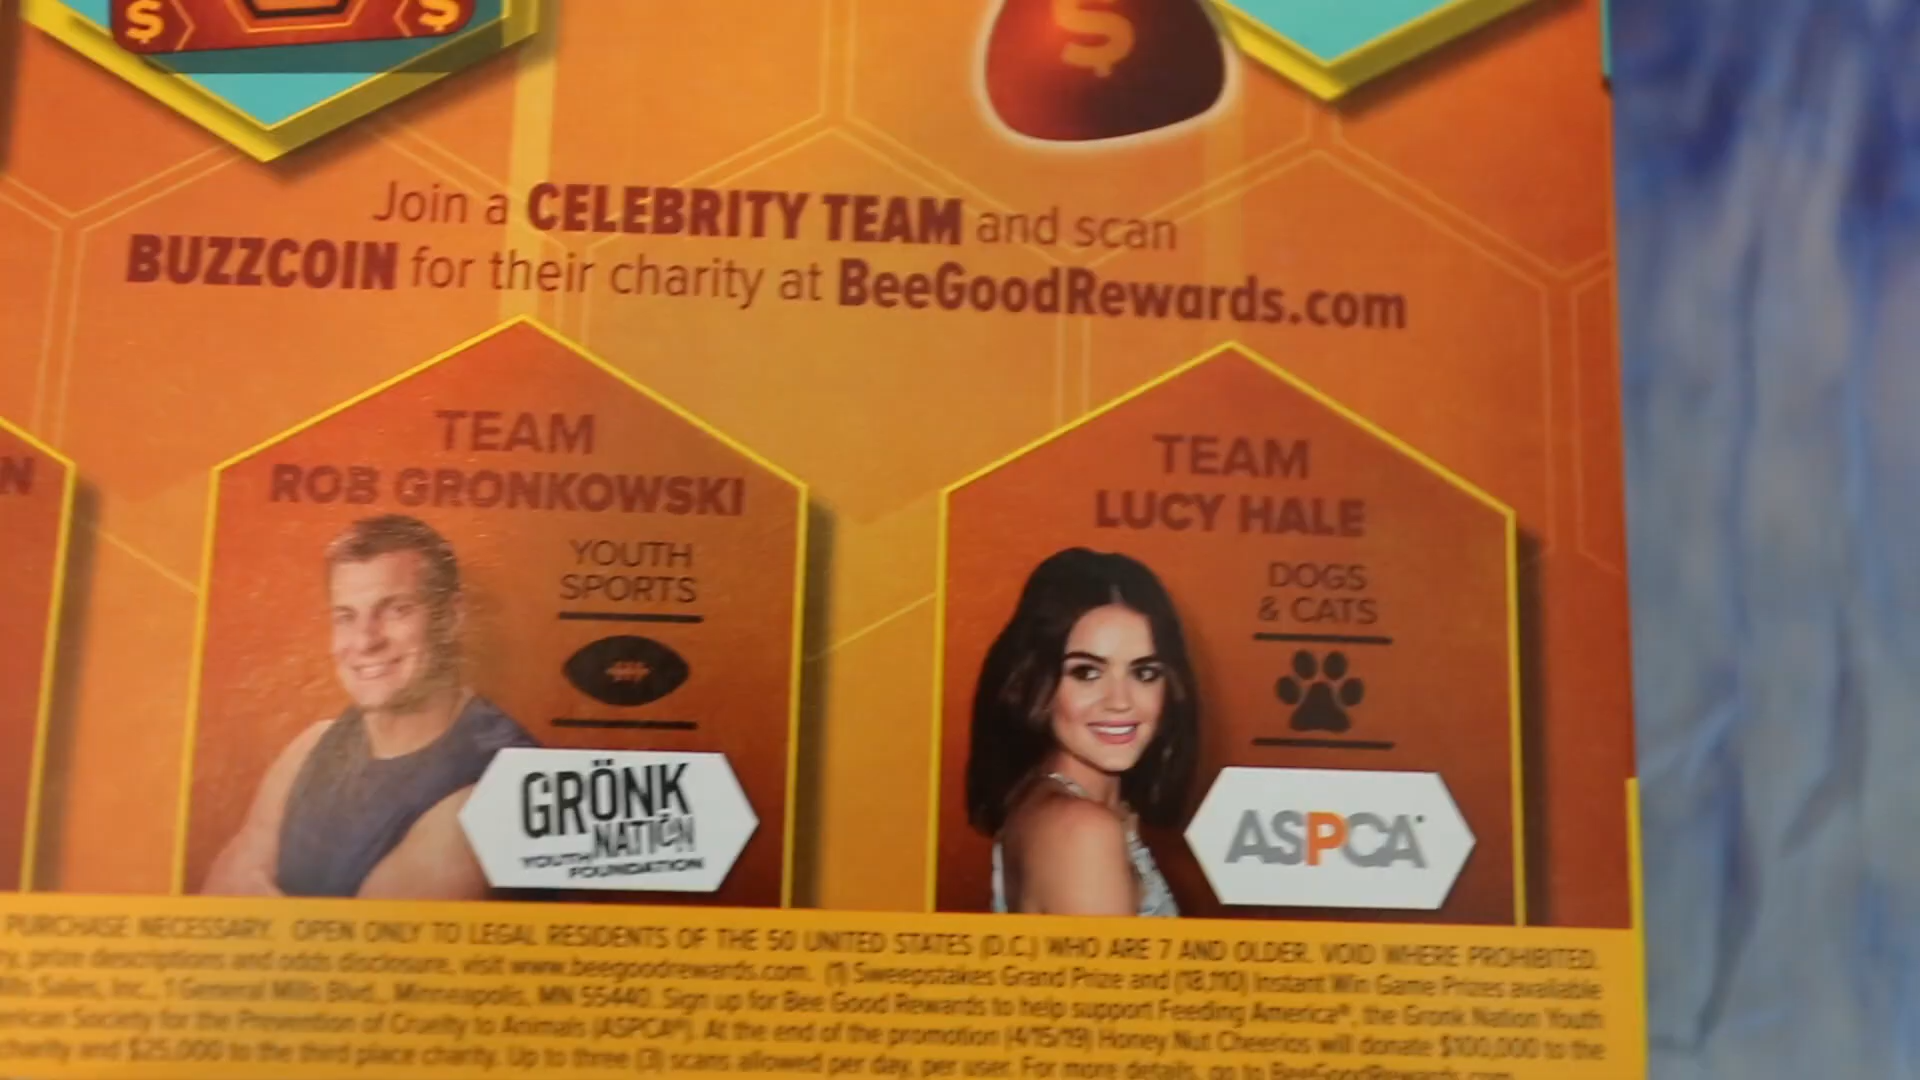 $ $
$
Join a CELEBRITY TEAM and scan
BUZZCOIN for their charity at BeeGoodRewards.com
N
TEAM
ROB GRONKOWSKI
YOUTH
SPORTS
GRÖNK
NATION
YOUTH
FOUNDATION
TEAM
LUCY HALE
DOGS
& CATS
ASPCA
PURCHASE NECESSARY. OPEN ONLY TO LEGAL RESIDENTS OF THE 50 UNITED STATES (D.C.) WHO ARE 7 AND OLDER. VOID WHERE PROHIBITED.
prize descriptions and odds disclosure, visit www.beegoodrewards.com. (1) Sweepstakes Grand Prize and (18,110) Instant Win Game Prizes available
Sales, Inc., 1 General Mills Blvd., Minneapolis, MN 55440. Sign up for Bee Good Rewards to help support Feeding America®, the Gronk Nation Youth
Society for the Prevention of Cruelty to Animals (ASPCA®). At the end of the promotion (4/15/19) Honey Nut Cheerios will donate $100,000 to the
charity and $25,000 to the third place charity. Up to three (3) scans allowed per day, per user. For more details, go to BeeGoodRewards.com